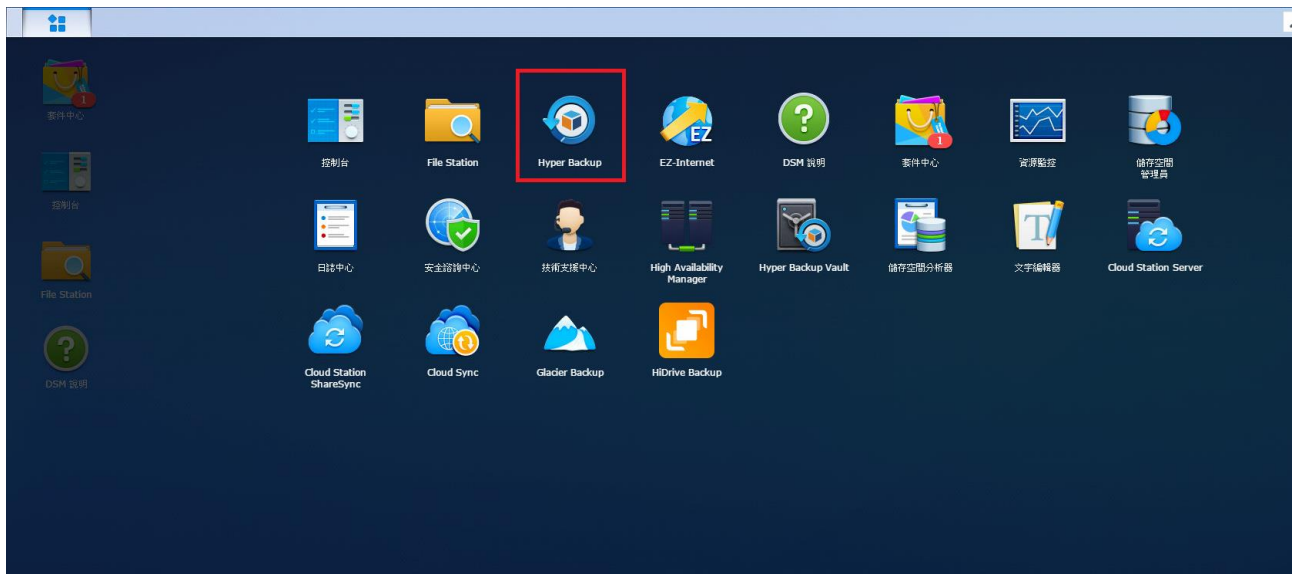 套件中心
1
控制台
File Station
DSM 說明
控制台
File Station
Hyper Backup
EZ
EZ-Internet
?
DSM 說明
1
套件中心
資源監控
儲存空間
管理員
日誌中心
安全諮詢中心
技術支援中心
High Availability
Manager
Hyper Backup Vault
儲存空間分析器
T
文字編輯器
Cloud Station Server
Cloud Station
ShareSync
Cloud Sync
Glacier Backup
HiDrive Backup